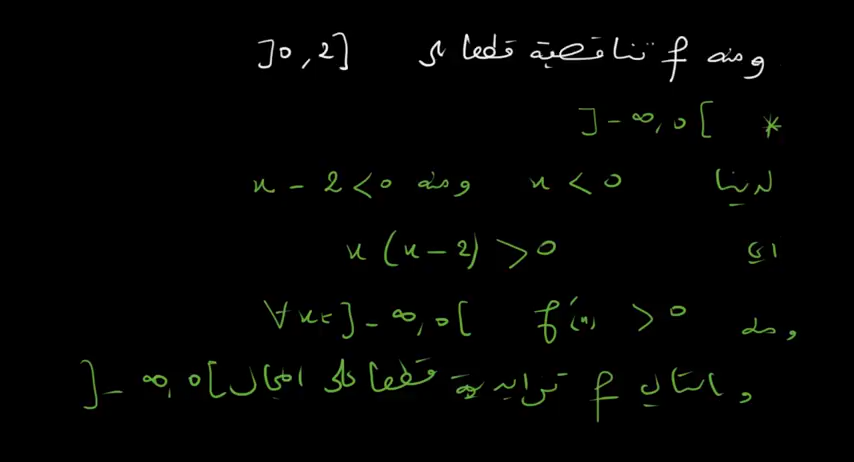 ومنه f تناقصية قطعا على ]0,2]
* ]-∞,0[
لدينا x<0 ومنه x-2<0
اي x(x-2)>0
ومنه f'(x)>0 ∀x∈]-∞,0[
وبالتالي f تزايدية قطعا على المجال ]-∞,0[